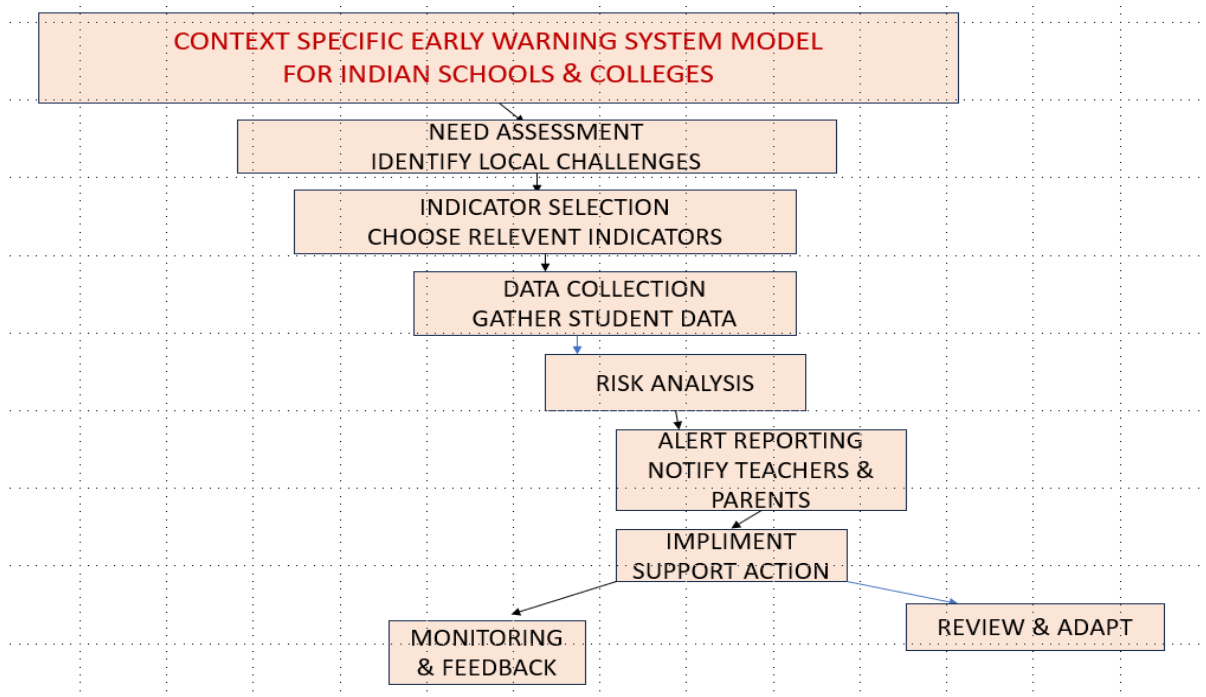 CONTEXT SPECIFIC EARLY WARNING SYSTEM MODEL
FOR INDIAN SCHOOLS & COLLEGES
NEED ASSESSMENT
IDENTIFY LOCAL CHALLENGES
INDICATOR SELECTION
CHOOSE RELEVENT INDICATORS
DATA COLLECTION
GATHER STUDENT DATA
RISK ANALYSIS
ALERT REPORTING
NOTIFY TEACHERS &
PARENTS
IMPLIMENT
SUPPORT ACTiON
MONITORING
& FEEDBACK
REVIEW & ADAPT